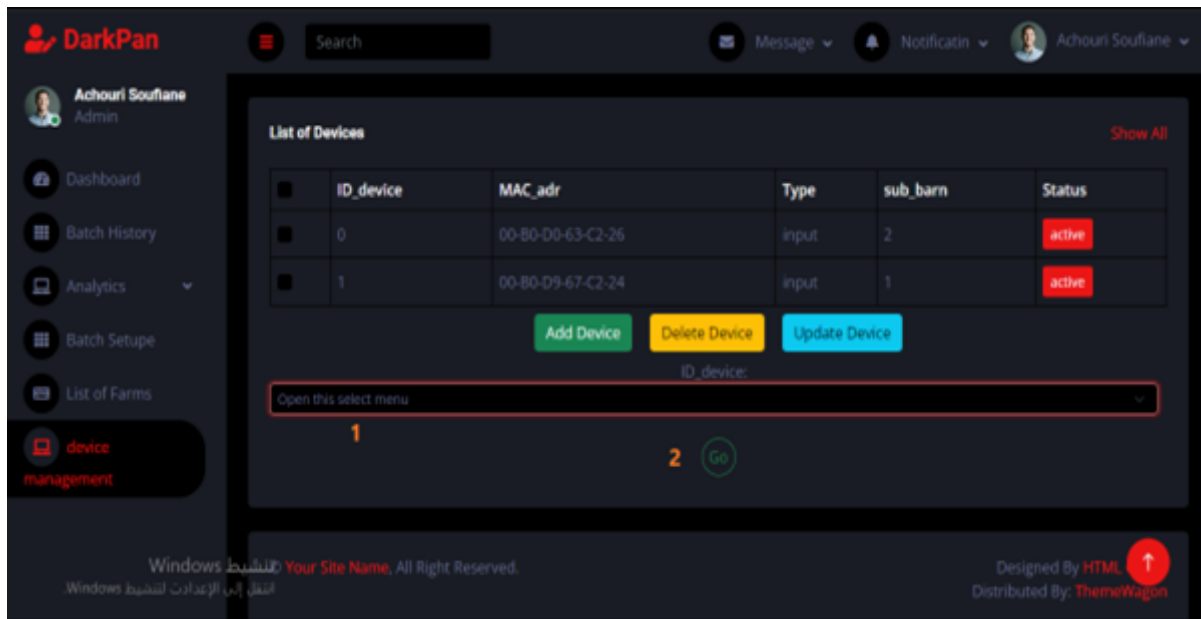 DarkPan
Search
Message
Notificatin
Achouri Soufiane
Achouri Soufiane
Admin
Dashboard
Batch History
Analytics
Batch Setupe
List of Farms
device
management
List of Devices
Show All
ID_device MAC_adr Type sub_barn Status
0 00-B0-D0-63-C2-26 input 2 active
1 00-B0-D9-67-C2-24 input 1 active
Add Device Delete Device Update Device
ID_device:
Open this select menu
1
2 Go
تنشيط Windows
انتقل إلى الإعدادت لتنشيط Windows.
© Your Site Name, All Right Reserved.
Designed By HTML
Distributed By: ThemeWagon